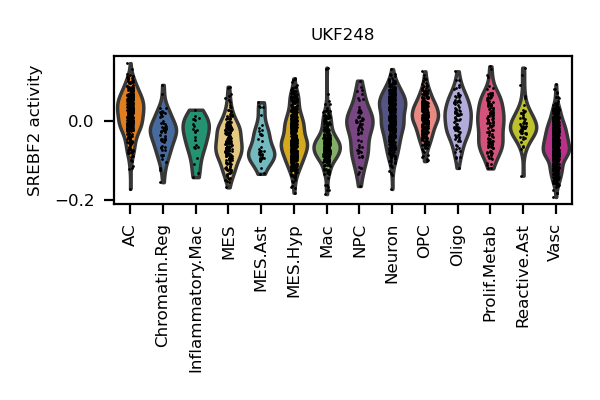 UKF248
SREBF2 activity
0.0
−0.2
AC
Chromatin.Reg
Inflammatory.Mac
MES
MES.Ast
MES.Hyp
Mac
NPC
Neuron
OPC
Oligo
Prolif.Metab
Reactive.Ast
Vasc